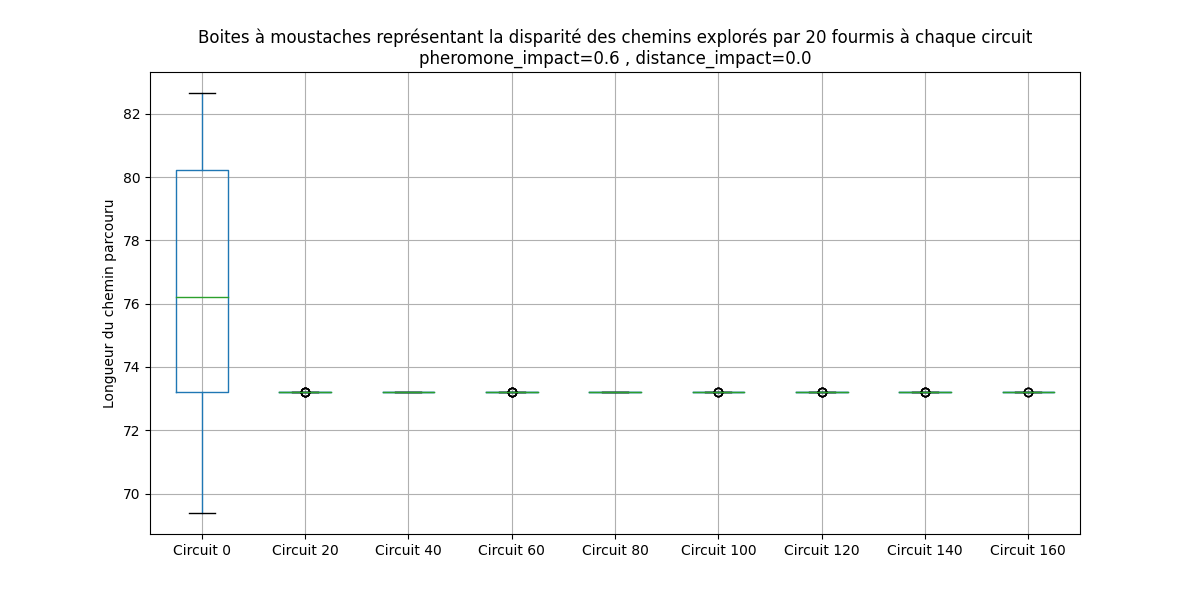 Boites à moustaches représentant la disparité des chemins explorés par 20 fourmis à chaque circuit
pheromone_impact=0.6 , distance_impact=0.0
Longueur du chemin parcouru
82
80
78
76
74
72
70
Circuit 0
Circuit 20
Circuit 40
Circuit 60
Circuit 80
Circuit 100
Circuit 120
Circuit 140
Circuit 160